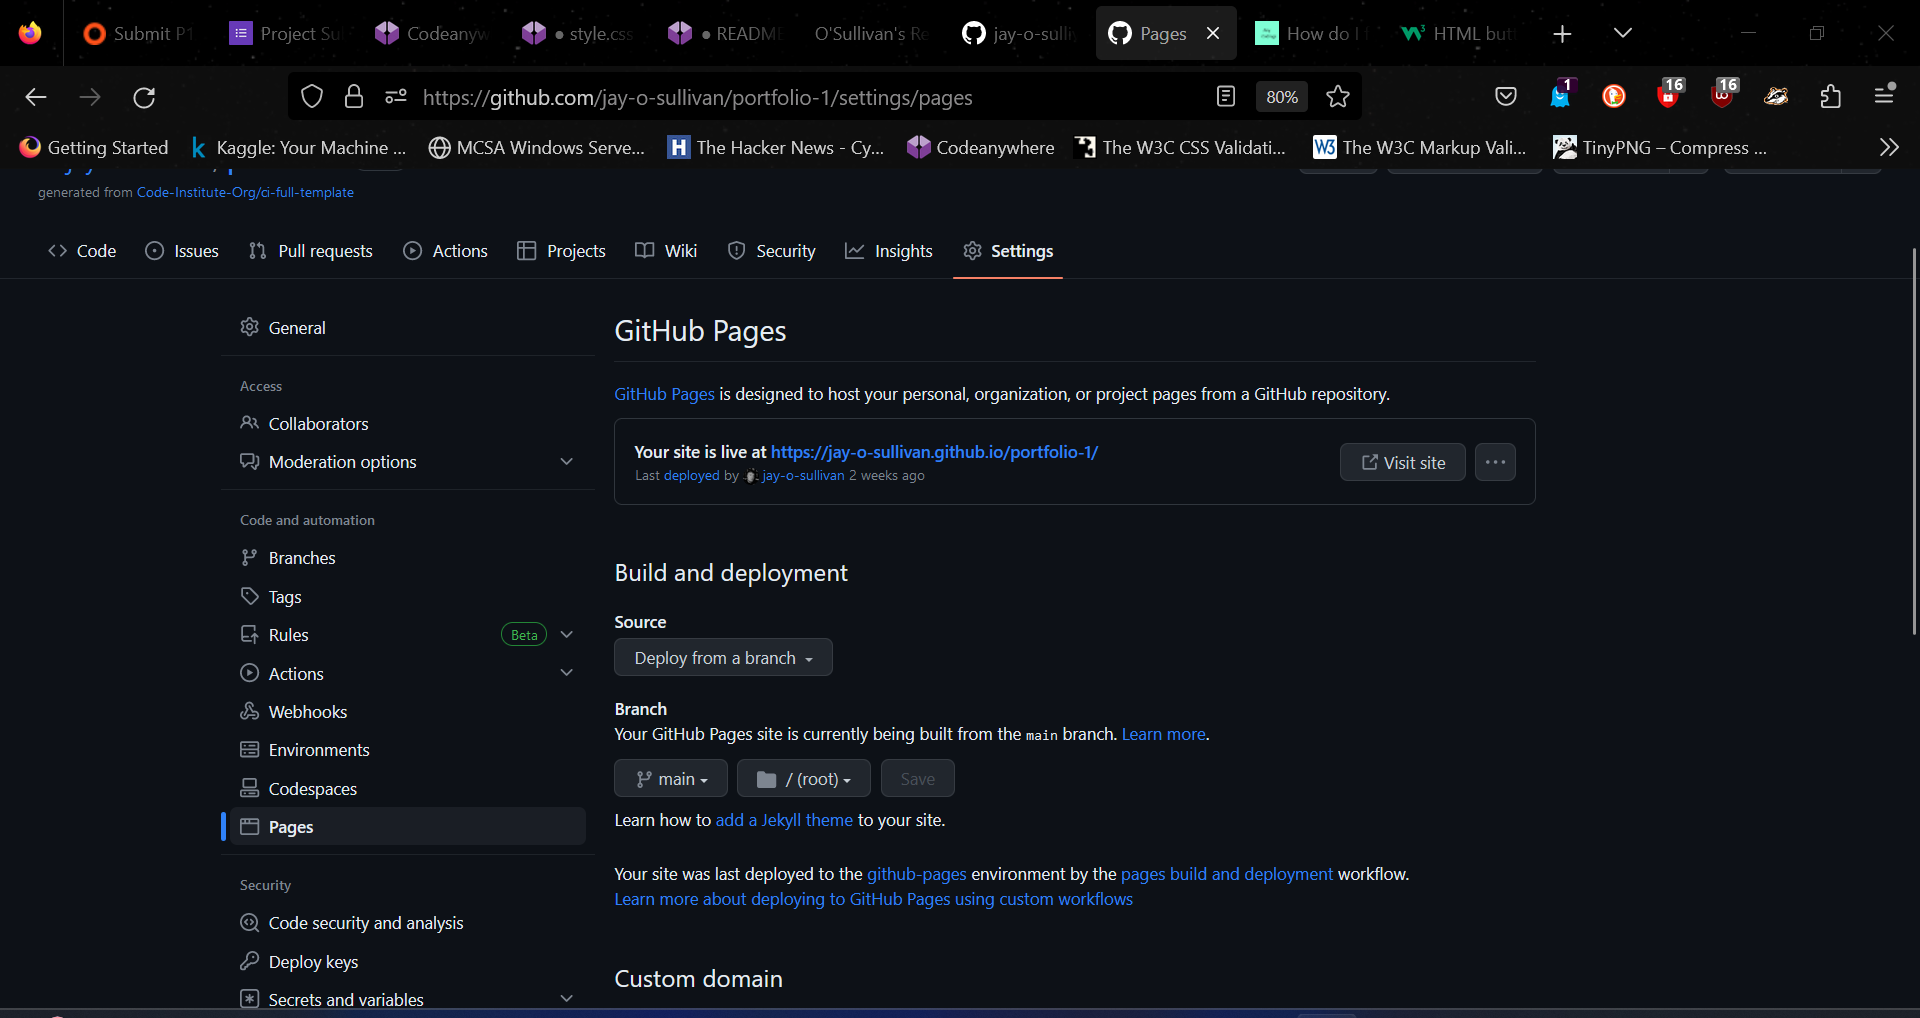 Submit P1
Project Su
Codeanyw
● style.css
● READM
O'Sullivan's Re
jay-o-sulli
Pages
How do I f
HTML but
https://github.com/jay-o-sullivan/portfolio-1/settings/pages
80%
1
16
16
Getting Started
Kaggle: Your Machine ...
MCSA Windows Serve...
H The Hacker News - Cy...
Codeanywhere
The W3C CSS Validati...
W3 The W3C Markup Vali...
TinyPNG – Compress ...
generated from Code-Institute-Org/ci-full-template
Code
Issues
Pull requests
Actions
Projects
Wiki
Security
Insights
Settings
General
Access
Collaborators
Moderation options
Code and automation
Branches
Tags
Rules
Beta
Actions
Webhooks
Environments
Codespaces
Pages
Security
Code security and analysis
Deploy keys
Secrets and variables
GitHub Pages
GitHub Pages is designed to host your personal, organization, or project pages from a GitHub repository.
Your site is live at https://jay-o-sullivan.github.io/portfolio-1/
Last deployed by jay-o-sullivan 2 weeks ago
Visit site
Build and deployment
Source
Deploy from a branch
Branch
Your GitHub Pages site is currently being built from the main branch. Learn more.
main
/ (root)
Save
Learn how to add a Jekyll theme to your site.
Your site was last deployed to the github-pages environment by the pages build and deployment workflow.
Learn more about deploying to GitHub Pages using custom workflows
Custom domain